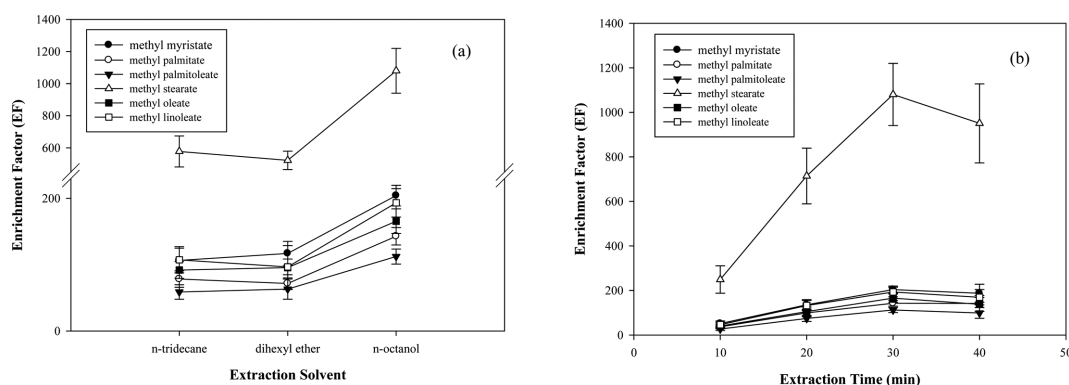 (a)
Enrichment Factor (EF)
1400
1200
1000
800
600
200
0
methyl myristate
methyl palmitate
methyl palmitoleate
methyl stearate
methyl oleate
methyl linoleate
n-tridecane
dihexyl ether
n-octanol
Extraction Solvent
(b)
Enrichment Factor (EF)
1400
1200
1000
800
600
400
200
0
methyl myristate
methyl palmitate
methyl palmitoleate
methyl stearate
methyl oleate
methyl linoleate
0
10
20
30
40
50
Extraction Time (min)